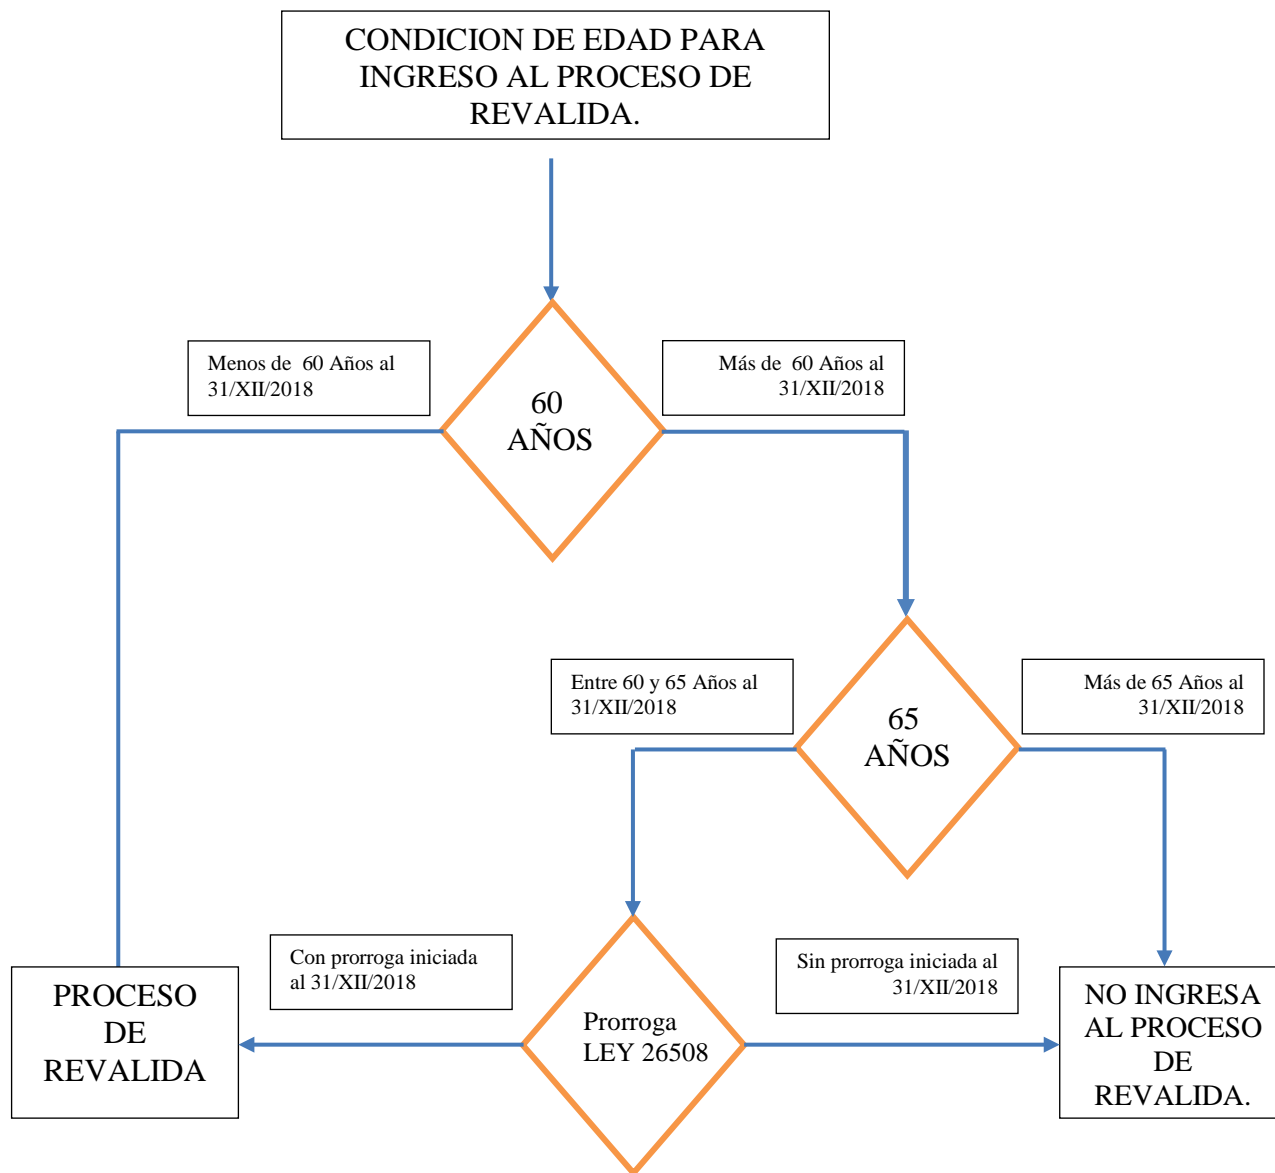 CONDICION DE EDAD PARA
INGRESO AL PROCESO DE
REVALIDA.
Menos de 60 Años al
31/XII/2018
Más de 60 Años al
31/XII/2018
60
AÑOS
Entre 60 y 65 Años al
31/XII/2018
Más de 65 Años al
31/XII/2018
65
AÑOS
Con prorroga iniciada
al 31/XII/2018
Sin prorroga iniciada al
31/XII/2018
PROCESO
DE
REVALIDA
Prorroga
LEY 26508
NO INGRESA
AL PROCESO
DE
REVALIDA.